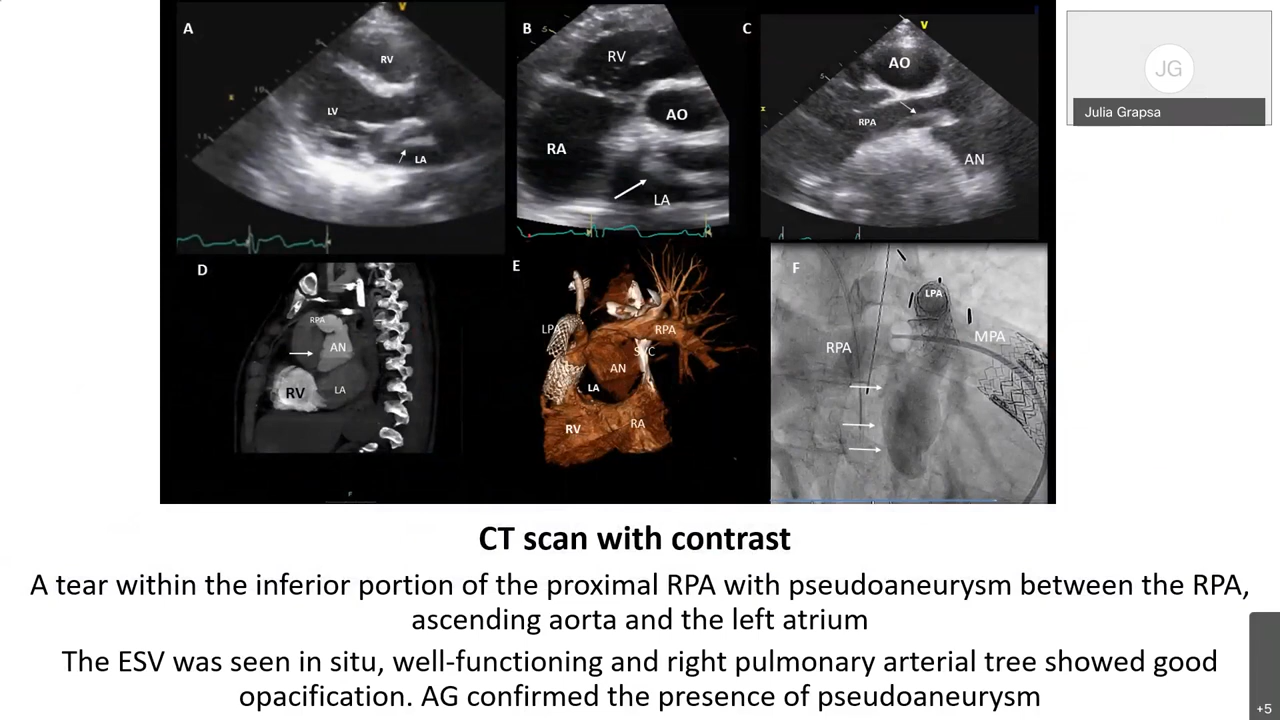 A
V
RV
LV
LA
B
5
RV
AO
RA
LA
C
V
AO
5
RPA
AN
D
RPA
AN
RV
LA
F
E
LPA
RPA
SVC
AN
LA
RV
RA
F
LPA
RPA
MPA
JG
Julia Grapsa
CT scan with contrast
A tear within the inferior portion of the proximal RPA with pseudoaneurysm between the RPA,
ascending aorta and the left atrium
The ESV was seen in situ, well-functioning and right pulmonary arterial tree showed good
opacification. AG confirmed the presence of pseudoaneurysm
+5